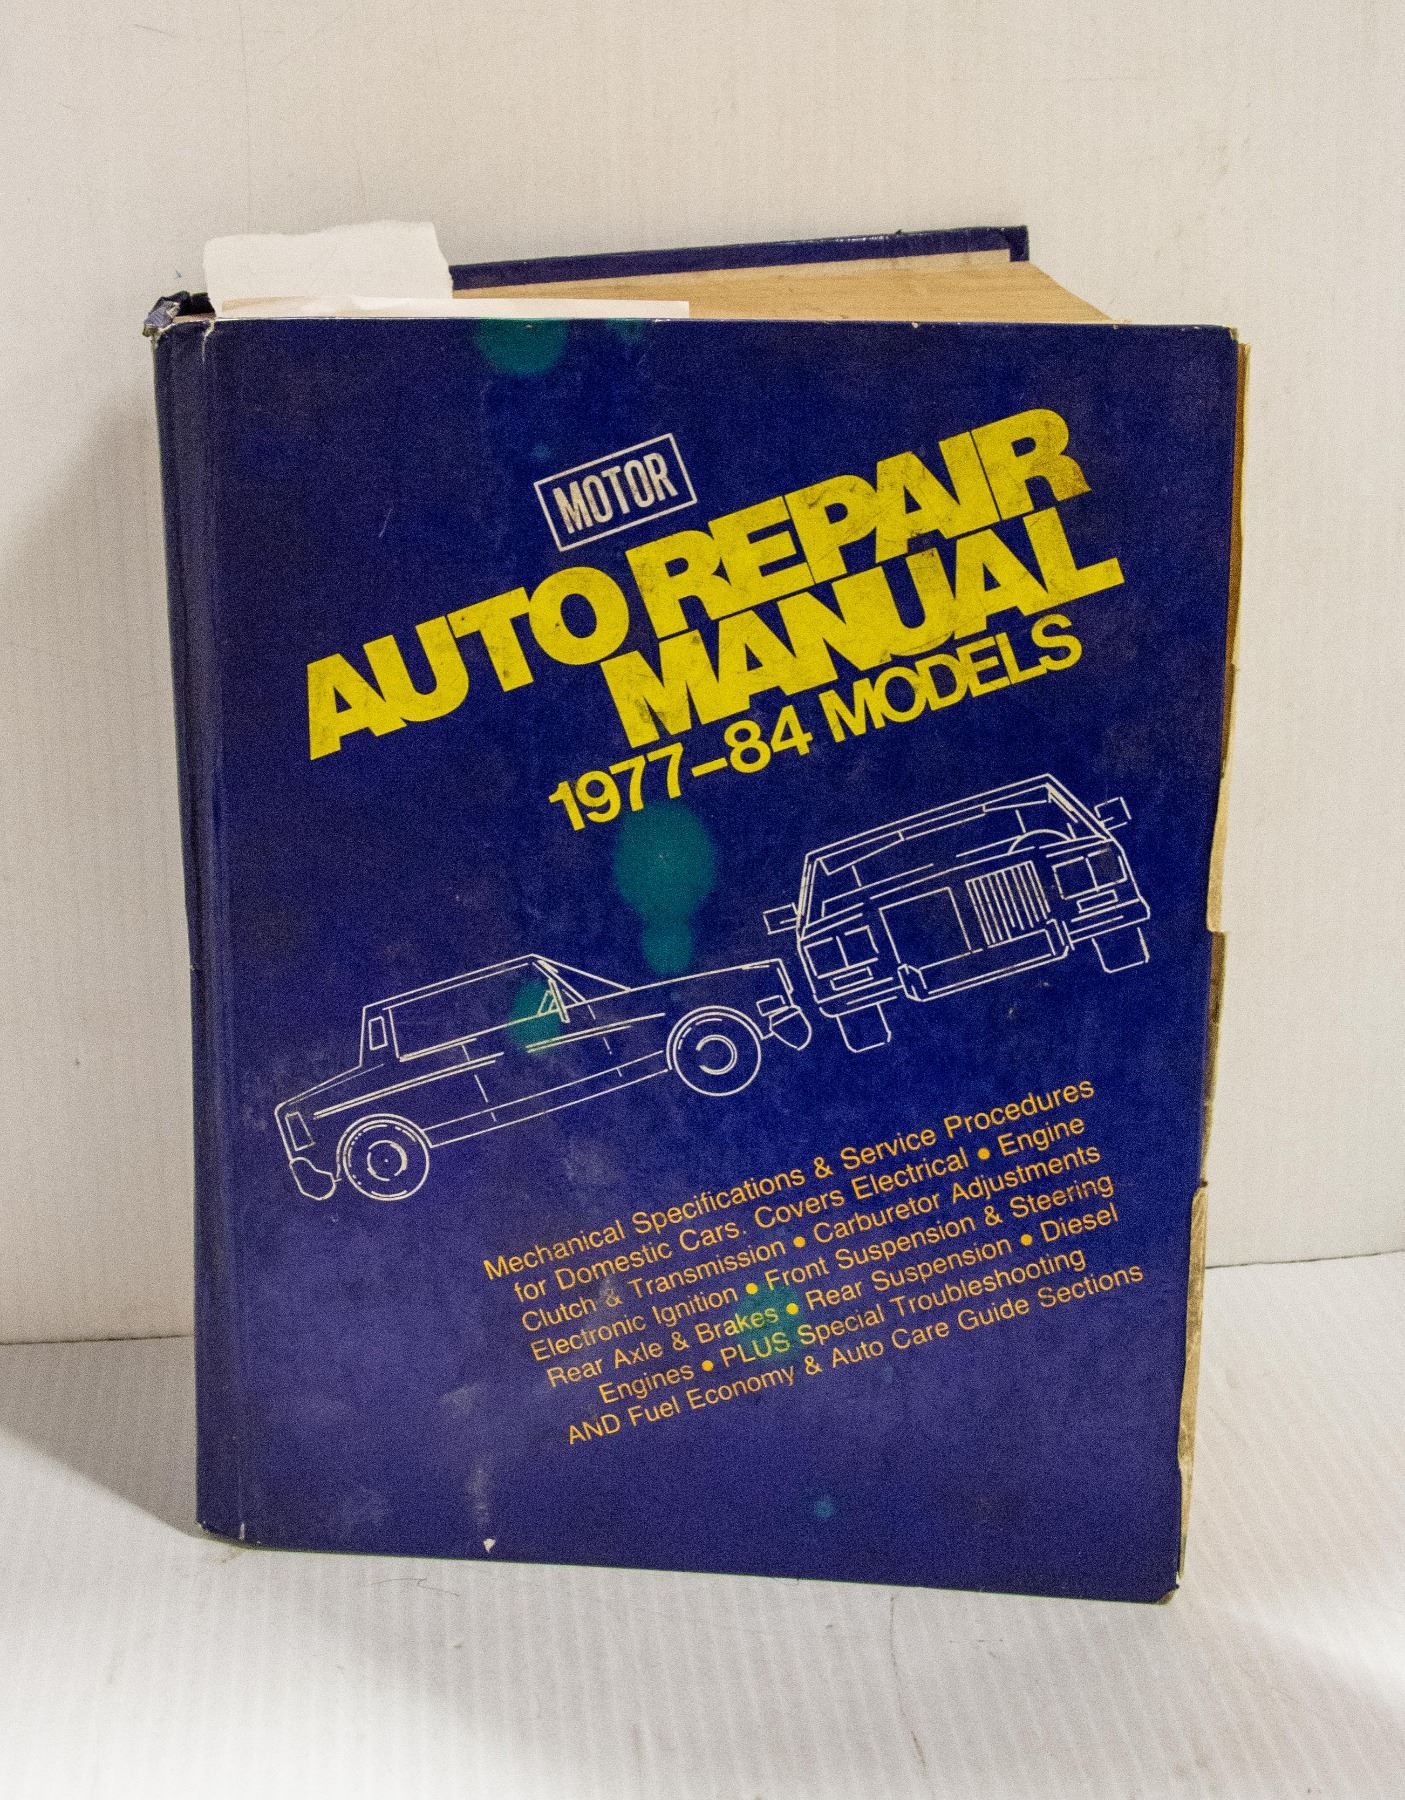 MOTOR
AUTO REPAIR
MANUAL
1977-84 MODELS
Mechanical Specifications & Service Procedures
for Domestic Cars. Covers Electrical • Engine
Clutch & Transmission • Carburetor Adjustments
Electronic Ignition • Front Suspension & Steering
Rear Axle & Brakes • Rear Suspension • Diesel
Engines • PLUS Special Troubleshooting
AND Fuel Economy & Auto Care Guide Sections